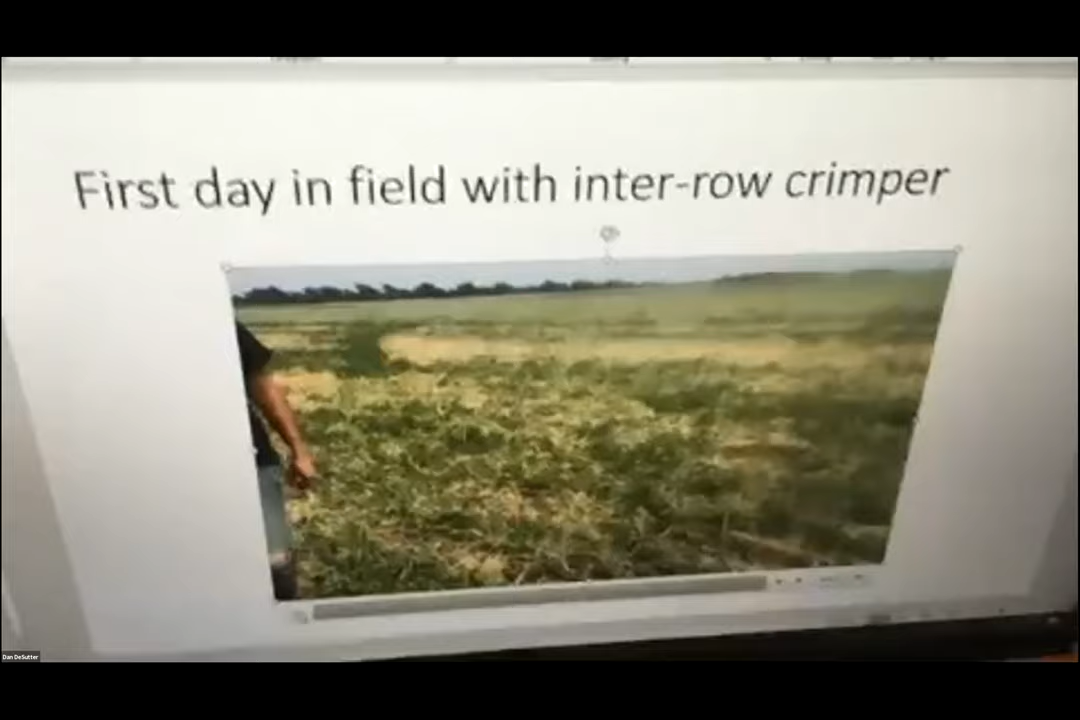 First day in field with inter-row crimper
Dan DeSutter